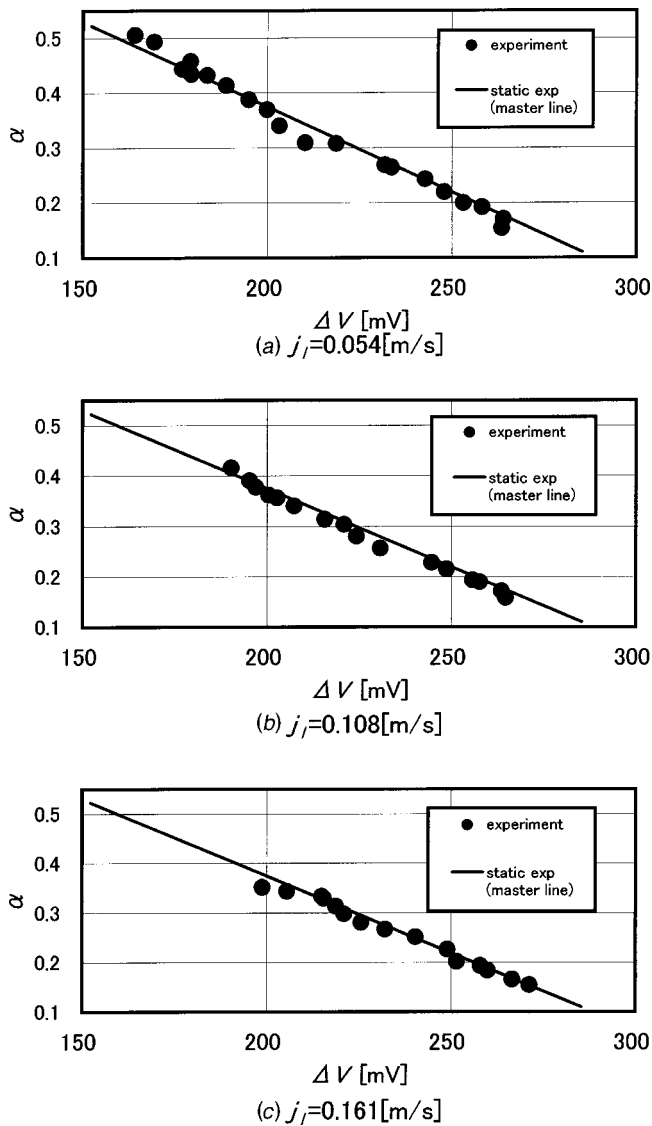 0.5
0.4
0.3
0.2
0.1
α
experiment
static exp
(master line)
150 200 250 300
ΔV [mV]
(a) jl=0.054[m/s]
0.5
0.4
0.3
0.2
0.1
α
experiment
static exp
(master line)
150 200 250 300
ΔV [mV]
(b) jl=0.108[m/s]
0.5
0.4
0.3
0.2
0.1
α
experiment
static exp
(master line)
150 200 250 300
ΔV [mV]
(c) jl=0.161[m/s]